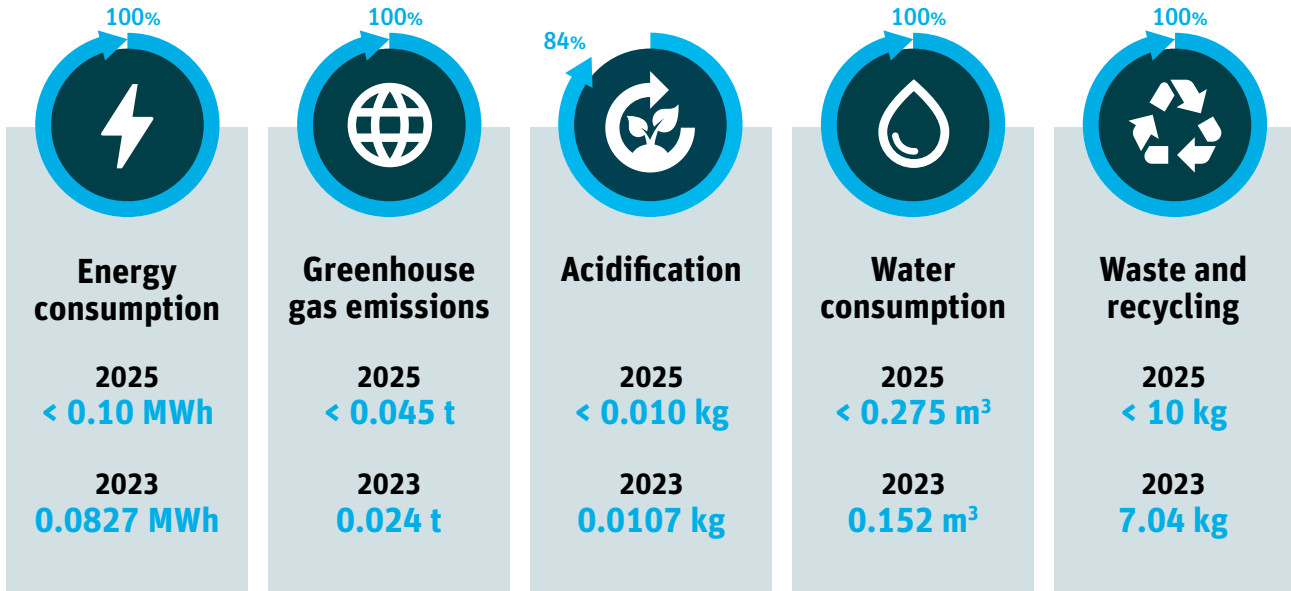 100%
Energy
consumption
2025
< 0.10 MWh
2023
0.0827 MWh
100%
Greenhouse
gas emissions
2025
< 0.045 t
2023
0.024 t
84%
Acidification
2025
< 0.010 kg
2023
0.0107 kg
100%
Water
consumption
2025
< 0.275 m³
2023
0.152 m³
100%
Waste and
recycling
2025
< 10 kg
2023
7.04 kg